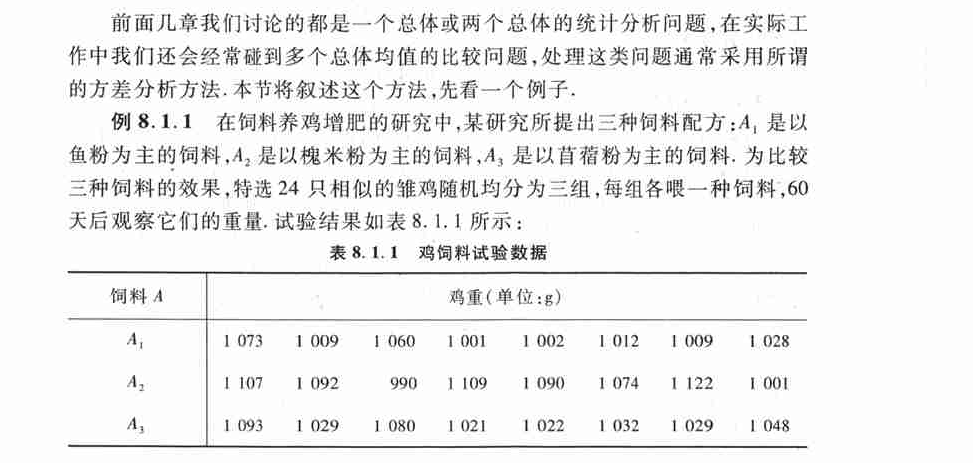 前面几章我们讨论的都是一个总体或两个总体的统计分析问题,在实际工
作中我们还会经常碰到多个总体均值的比较问题,处理这类问题通常采用所谓
的方差分析方法.本节将叙述这个方法,先看一个例子.
例 8.1.1 在饲料养鸡增肥的研究中,某研究所提出三种饲料配方:A₁ 是以
鱼粉为主的饲料,A₂ 是以槐米粉为主的饲料,A₃ 是以苜蓿粉为主的饲料. 为比较
三种饲料的效果,特选 24 只相似的雏鸡随机均分为三组,每组各喂一种饲料,60
天后观察它们的重量. 试验结果如表 8.1.1 所示:
表 8.1.1 鸡饲料试验数据
饲料 A 鸡重(单位:g)
A₁ 1 073 1 009 1 060 1 001 1 002 1 012 1 009 1 028
A₂ 1 107 1 092 990 1 109 1 090 1 074 1 122 1 001
A₃ 1 093 1 029 1 080 1 021 1 022 1 032 1 029 1 048